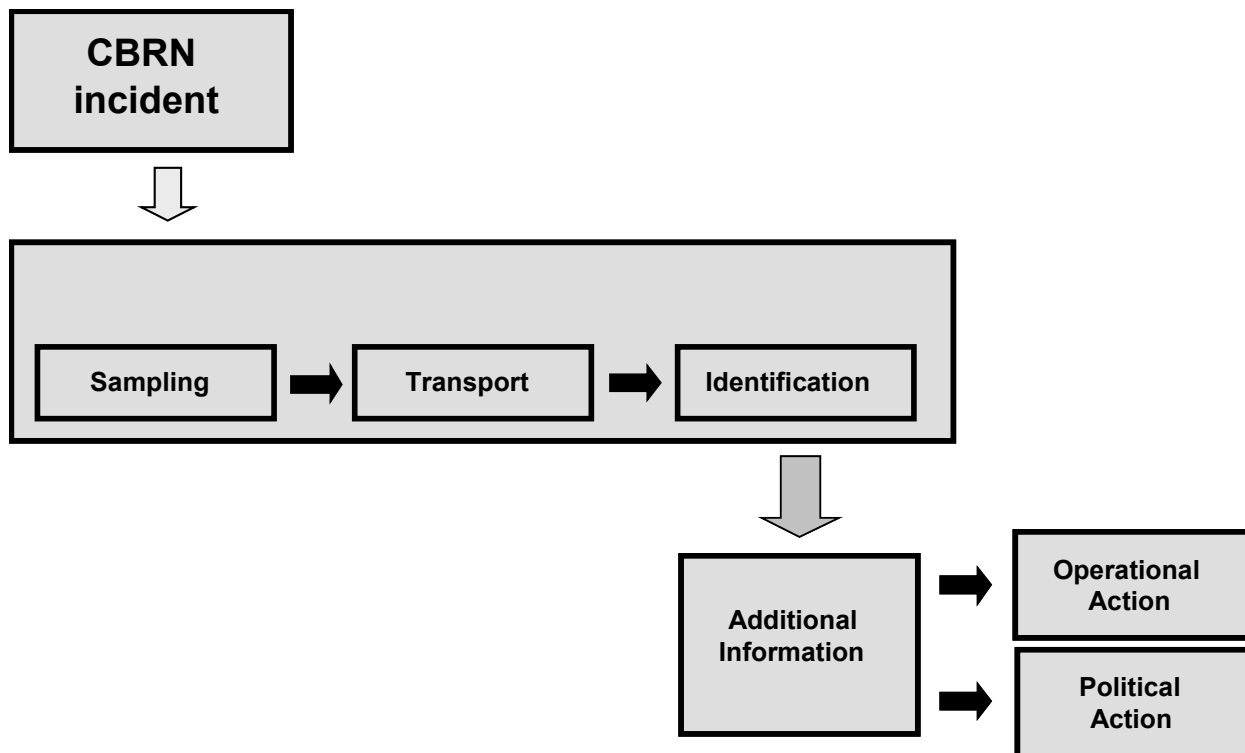 CBRN
incident
Sampling
Transport
Identification
Additional
Information
Operational
Action
Political
Action